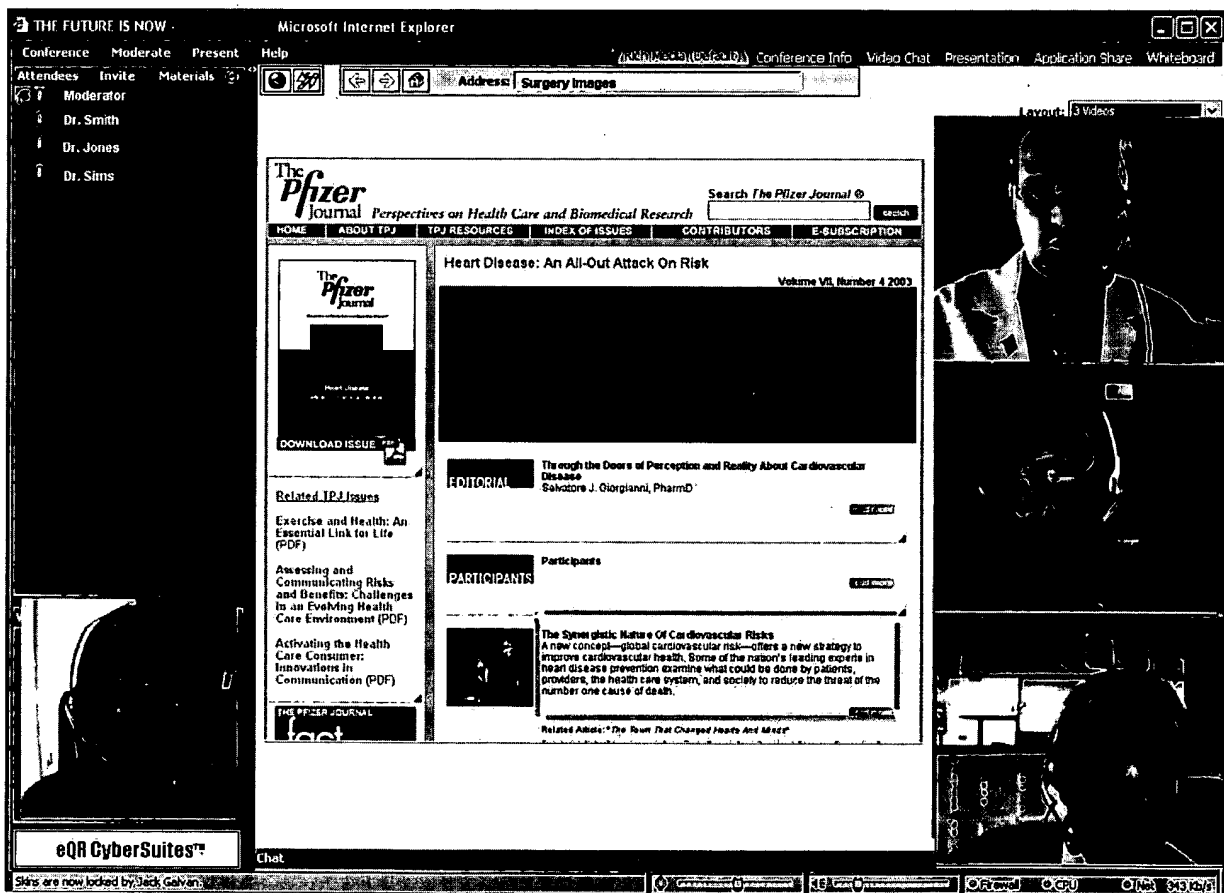 THE FUTURE IS NOW - Microsoft Internet Explorer
Conference Moderate Present Help
Conference Info Video Chat Presentation Application Share Whiteboard
Attendees Invite Materials
Address: Surgery Images
Moderator
Dr. Smith
Dr. Jones
Dr. Sims
Layout: 3 Videos
The
Pfizer
Journal Perspectives on Health Care and Biomedical Research
Search The Pfizer Journal
search
HOME ABOUT TPJ TPJ RESOURCES INDEX OF ISSUES CONTRIBUTORS E-SUBSCRIPTION
The
Pfizer
Journal
Heart Disease
DOWNLOAD ISSUE
Related TPJ Issues
Exercise and Health: An
Essential Link for Life
(PDF)
Assessing and
Communicating Risks
and Benefits: Challenges
in an Evolving Health
Care Environment (PDF)
Activating the Health
Care Consumer:
Innovations in
Communication (PDF)
THE PFIZER JOURNAL
fact
Heart Disease: An All-Out Attack On Risk
Volume VII, Number 4 2003
EDITORIAL
Through the Doors of Perception and Reality About Cardiovascular
Disease
Salvatore J. Giorgianni, PharmD
PARTICIPANTS
Participants
read more
The Synergistic Nature Of Cardiovascular Risks
A new concept—global cardiovascular risk—offers a new strategy to
improve cardiovascular health. Some of the nation's leading experts in
heart disease prevention examine what could be done by patients,
providers, the health care system, and society to reduce the threat of the
number one cause of death.
Related Article: "The Town That Changed Hearts And Minds"
eQR CyberSuites™
Chat
Skins are now locked by Jack Galvan.
Firewall CPU Net